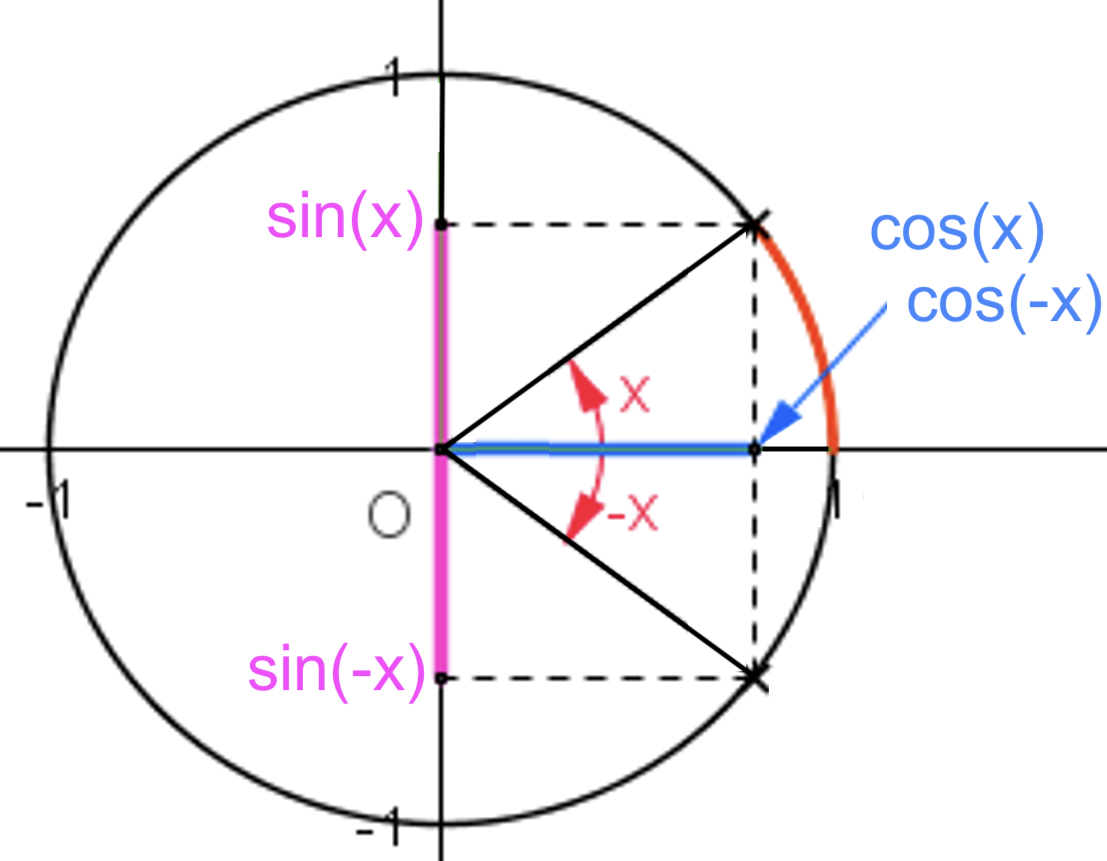 1
sin(x)
cos(x)
cos(-x)
x
-1
O
-x
1
sin(-x)
-1